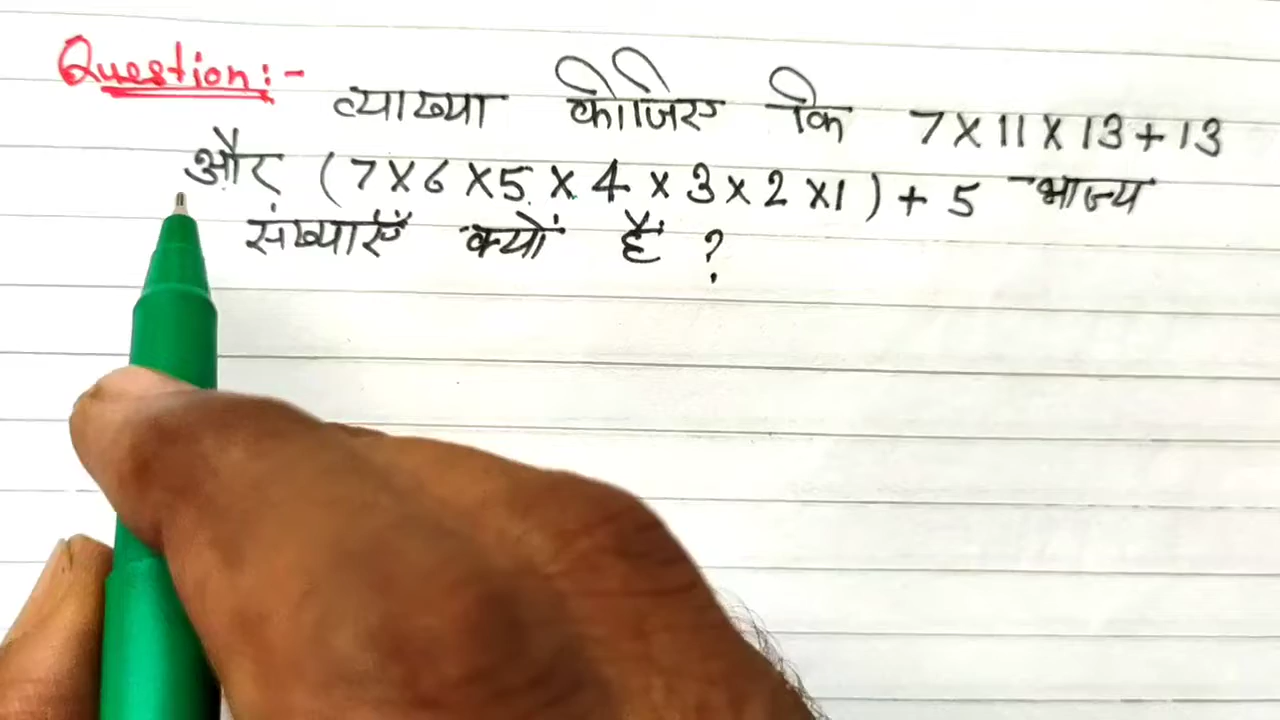 Question:- व्याख्या कीजिए कि 7 × 11 × 13 + 13
और (7 × 6 × 5 × 4 × 3 × 2 × 1) + 5 भाज्य
संख्याएँ क्यों हैं ?